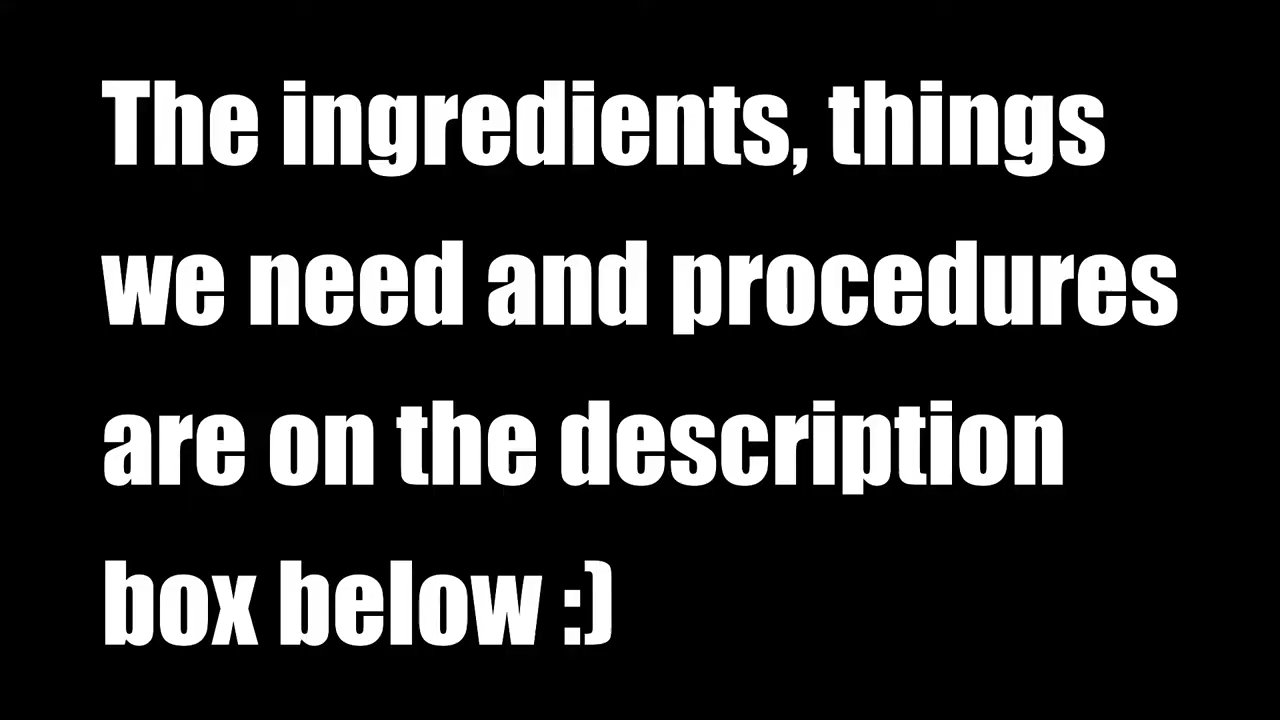 The ingredients, things
we need and procedures
are on the description
box below :)